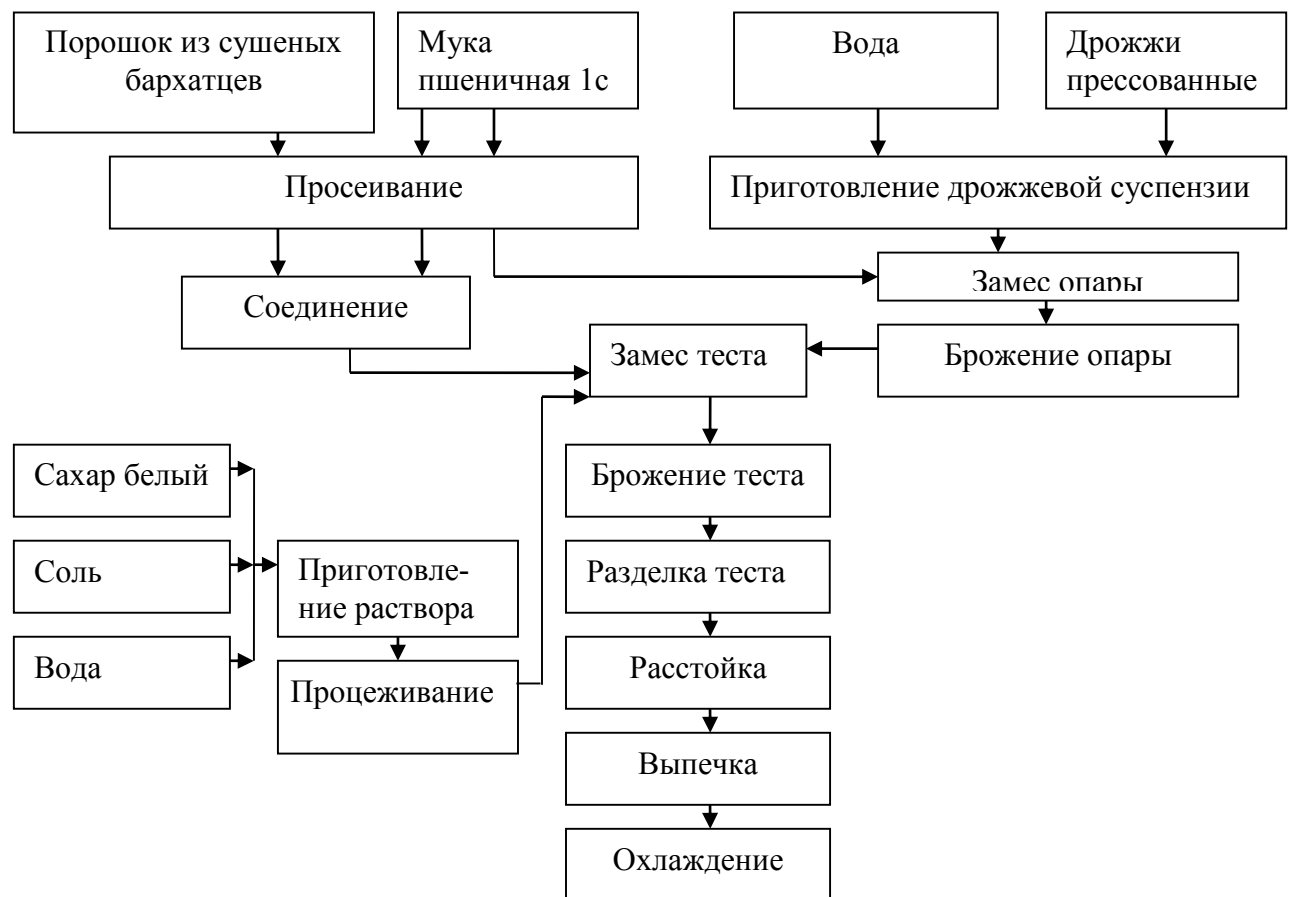 Порошок из сушеных
бархатцев
Мука
пшеничная 1с
Вода
Дрожжи
прессованные
Просеивание
Приготовление дрожжевой суспензии
Соединение
Замес опары
Замес теста
Брожение опары
Сахар белый
Брожение теста
Соль
Приготовле-
ние раствора
Разделка теста
Вода
Процеживание
Расстойка
Выпечка
Охлаждение